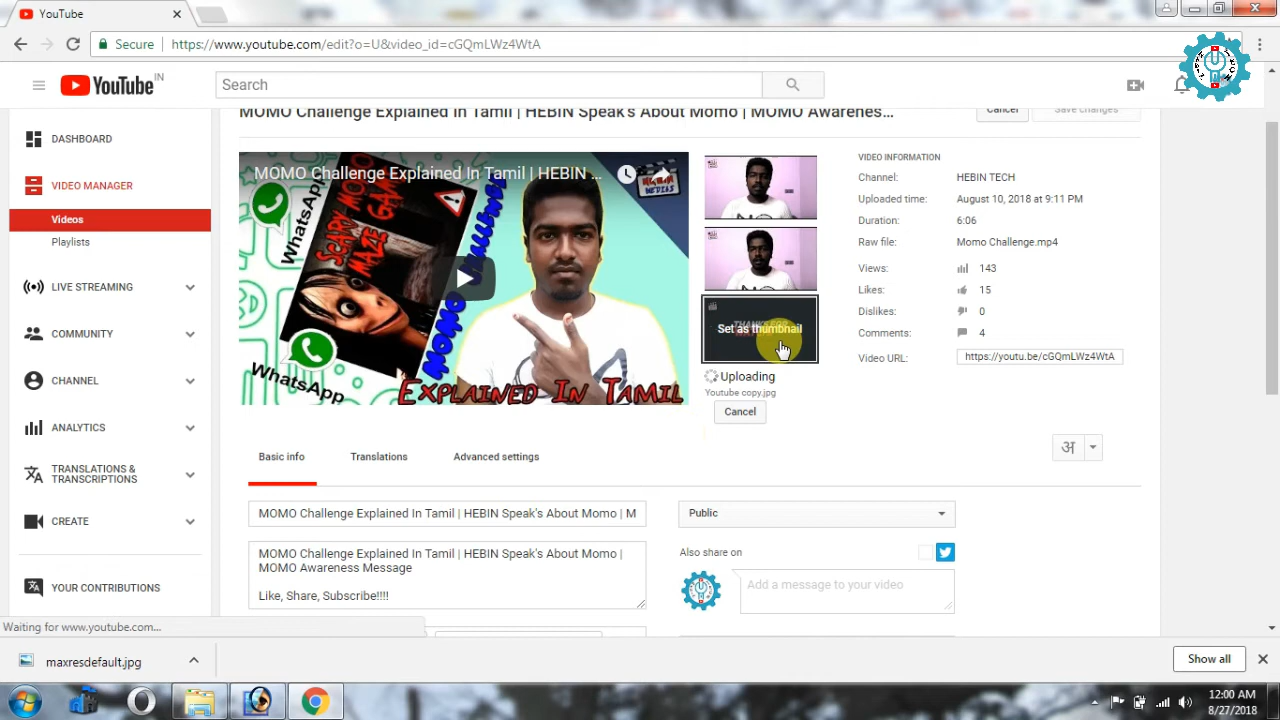 YouTube
Secure
https://www.youtube.com/edit?o=U&video_id=cGQmLWz4WtA
YouTube IN
Search
MOMO Challenge Explained In Tamil | HEBIN Speak's About Momo | MOMO Awarenes...
Cancel
Save changes
DASHBOARD
VIDEO MANAGER
Videos
Playlists
LIVE STREAMING
COMMUNITY
CHANNEL
ANALYTICS
TRANSLATIONS &
TRANSCRIPTIONS
CREATE
YOUR CONTRIBUTIONS
MOMO Challenge Explained In Tamil | HEBIN ...
WhatsApp
SCARY MOMO
MAZE GAME
WhatsApp
EXPLAINED IN TAMIL
Set as thumbnail
Uploading
Youtube copy.jpg
Cancel
VIDEO INFORMATION
Channel: HEBIN TECH
Uploaded time: August 10, 2018 at 9:11 PM
Duration: 6:06
Raw file: Momo Challenge.mp4
Views: 143
Likes: 15
Dislikes: 0
Comments: 4
Video URL: https://youtu.be/cGQmLWz4WtA
अ
Basic info
Translations
Advanced settings
MOMO Challenge Explained In Tamil | HEBIN Speak's About Momo | M
MOMO Challenge Explained In Tamil | HEBIN Speak's About Momo |
MOMO Awareness Message
Like, Share, Subscribe!!!!
Public
Also share on
Add a message to your video
Waiting for www.youtube.com...
maxresdefault.jpg
Show all
12:00 AM
8/27/2018